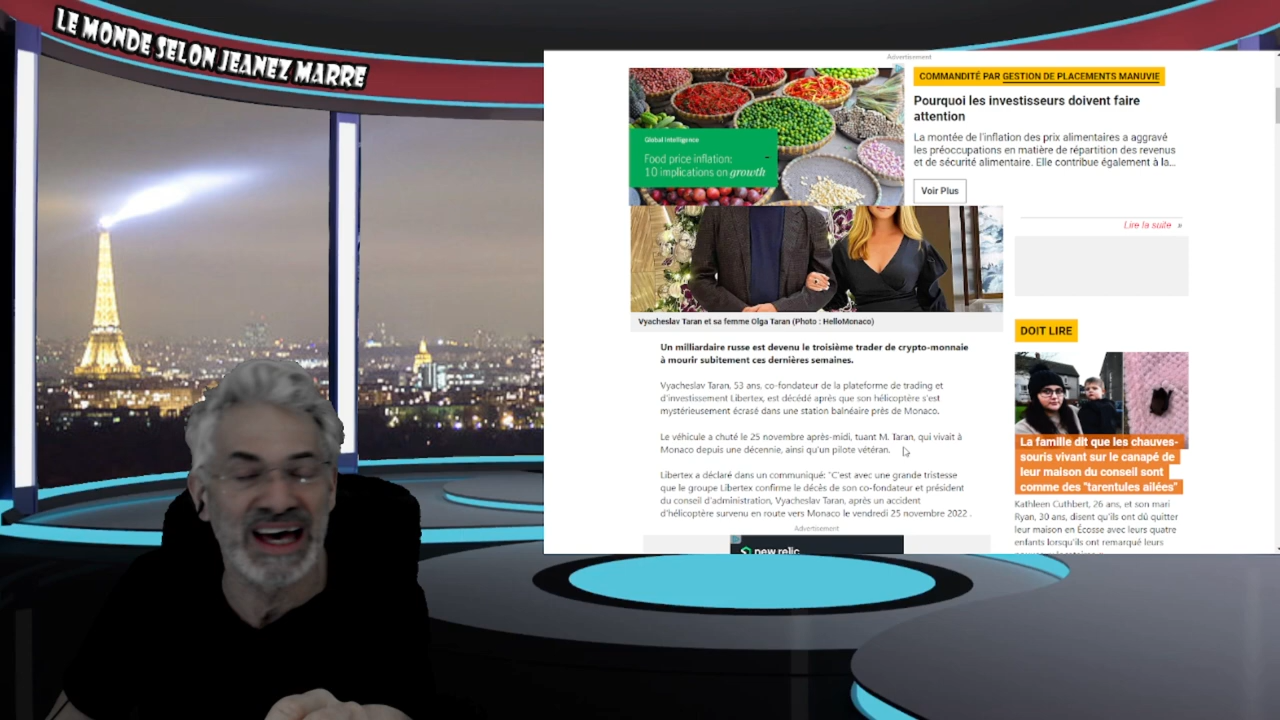 LE MONDE SELON JEANEZ MARRE
Advertisement
COMMANDITÉ PAR GESTION DE PLACEMENTS MANUVIE
Pourquoi les investisseurs doivent faire
attention
La montée de l'inflation des prix alimentaires a aggravé
les préoccupations en matière de répartition des revenus
et de sécurité alimentaire. Elle contribue également à la...
Voir Plus
Global Intelligence
Food price inflation:
10 implications on growth
Lire la suite »
Vyacheslav Taran et sa femme Olga Taran (Photo : HelloMonaco)
Un milliardaire russe est devenu le troisième trader de crypto-monnaie
à mourir subitement ces dernières semaines.
Vyacheslav Taran, 53 ans, co-fondateur de la plateforme de trading et
d'investissement Libertex, est décédé après que son hélicoptère s'est
mystérieusement écrasé dans une station balnéaire près de Monaco.
Le véhicule a chuté le 25 novembre après-midi, tuant M. Taran, qui vivait à
Monaco depuis une décennie, ainsi qu'un pilote vétéran.
Libertex a déclaré dans un communiqué: "C'est avec une grande tristesse
que le groupe Libertex confirme le décès de son co-fondateur et président
du conseil d'administration, Vyacheslav Taran, après un accident
d'hélicoptère survenu en route vers Monaco le vendredi 25 novembre 2022 .
Advertisement
new relic
DOIT LIRE
La famille dit que les chauves-
souris vivant sur le canapé de
leur maison du conseil sont
comme des "tarentules ailées"
Kathleen Cuthbert, 26 ans, et son mari
Ryan, 30 ans, disent qu'ils ont dû quitter
leur maison en Écosse avec leurs quatre
enfants lorsqu'ils ont remarqué leurs